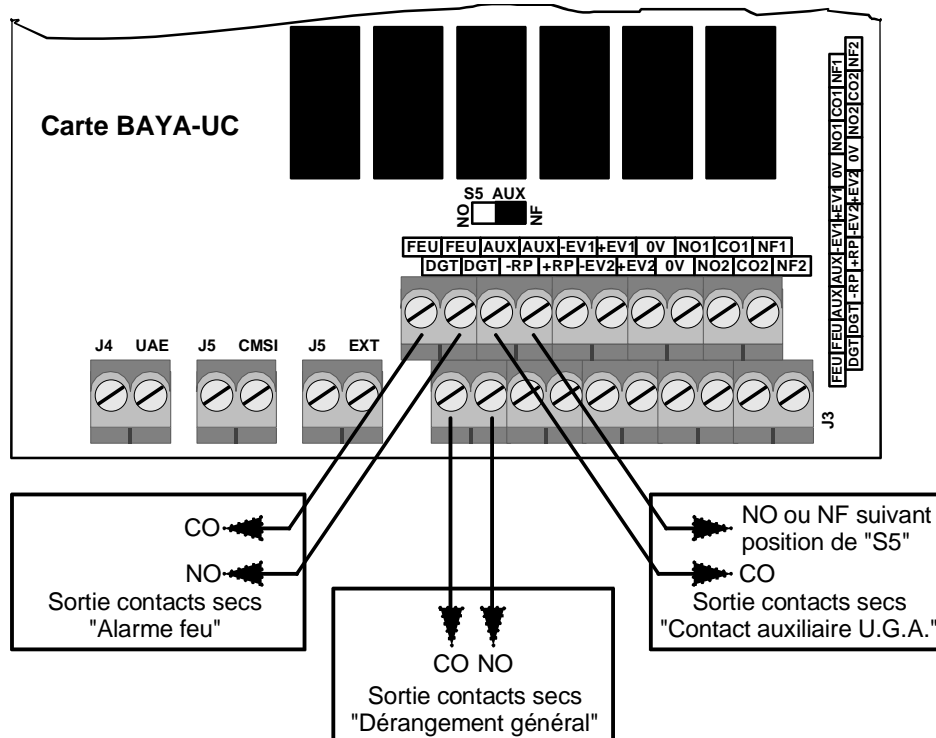 Carte BAYA-UC
S5 AUX
NO
NF
FEU FEU AUX AUX -EV1 +EV1 0V NO1 CO1 NF1
DGT DGT -RP +RP -EV2 +EV2 0V NO2 CO2 NF2
FEU FEU AUX AUX -EV1 +EV1 0V NO1 CO1 NF1
DGT DGT -RP +RP -EV2 +EV2 0V NO2 CO2 NF2
J4 UAE
J5 CMSI
J5 EXT
J3
CO
NO
Sortie contacts secs
"Alarme feu"
CO NO
Sortie contacts secs
"Dérangement général"
NO ou NF suivant
position de "S5"
CO
Sortie contacts secs
"Contact auxiliaire U.G.A."